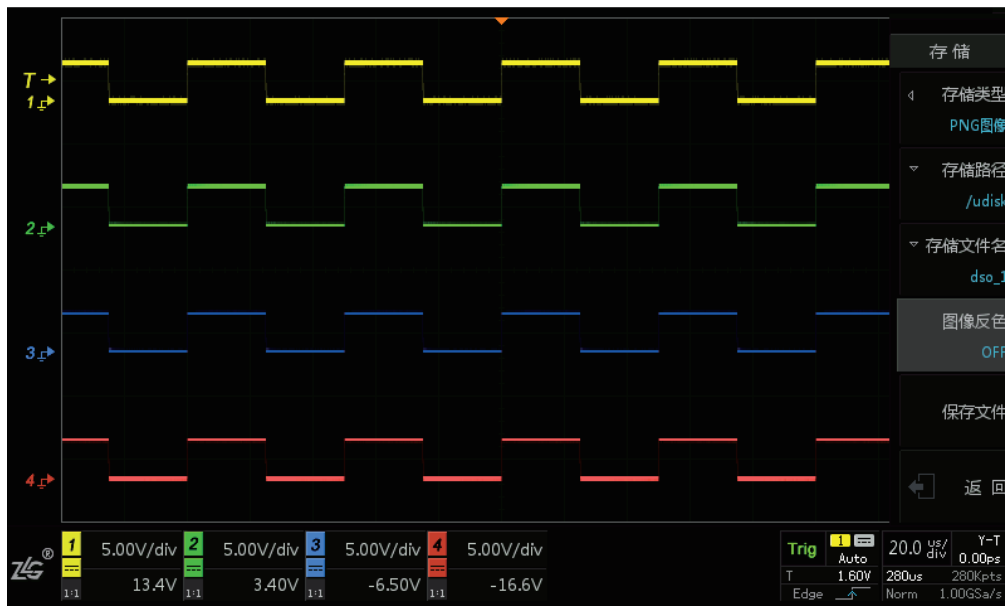 T
1
2
3
4
存储
存储类型
PNG图像
存储路径
/udisk
存储文件名
dso_1
图像反色
OFF
保存文件
返 回
ZLG®
1 5.00V/div 2 5.00V/div 3 5.00V/div 4 5.00V/div
1:1 13.4V 1:1 3.40V 1:1 -6.50V 1:1 -16.6V
Trig 1 Auto
T 1.60V
Edge
20.0 us/div Y-T
0.00ps
280us 280Kpts
Norm 1.00GSa/s